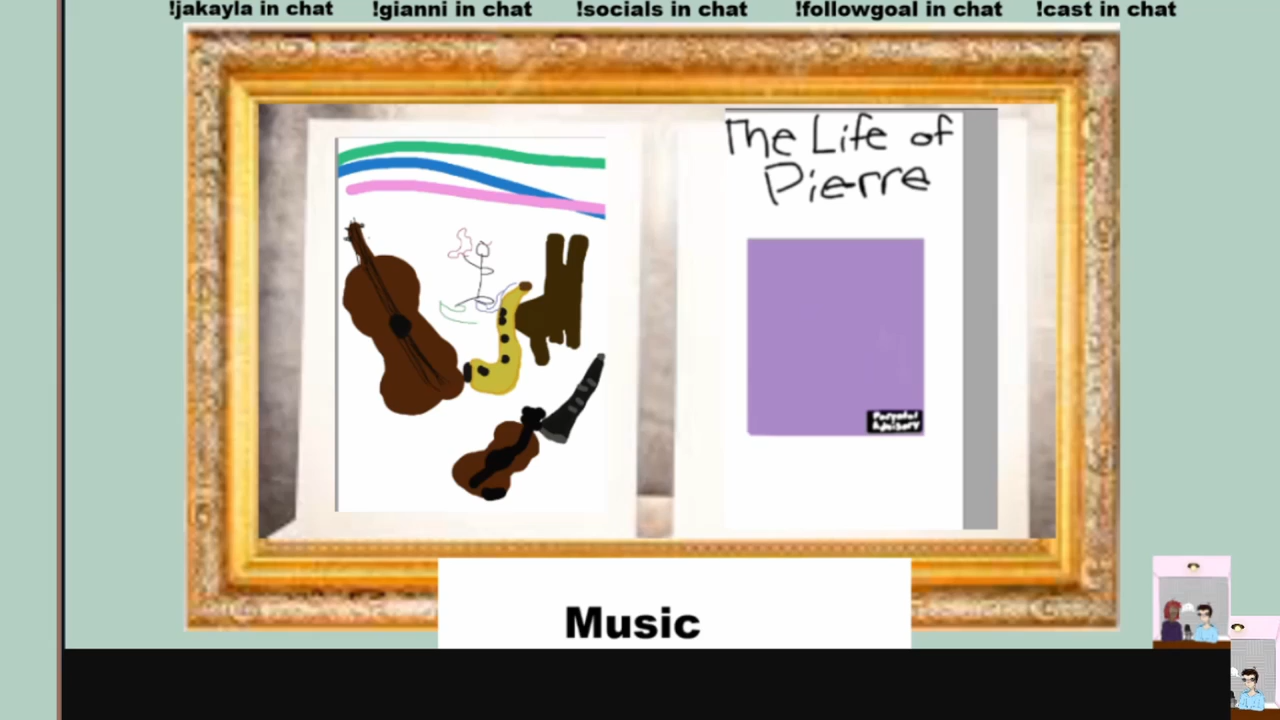 !jakayla in chat !gianni in chat !socials in chat !followgoal in chat !cast in chat
The Life of
Pierre
Advisory
Music